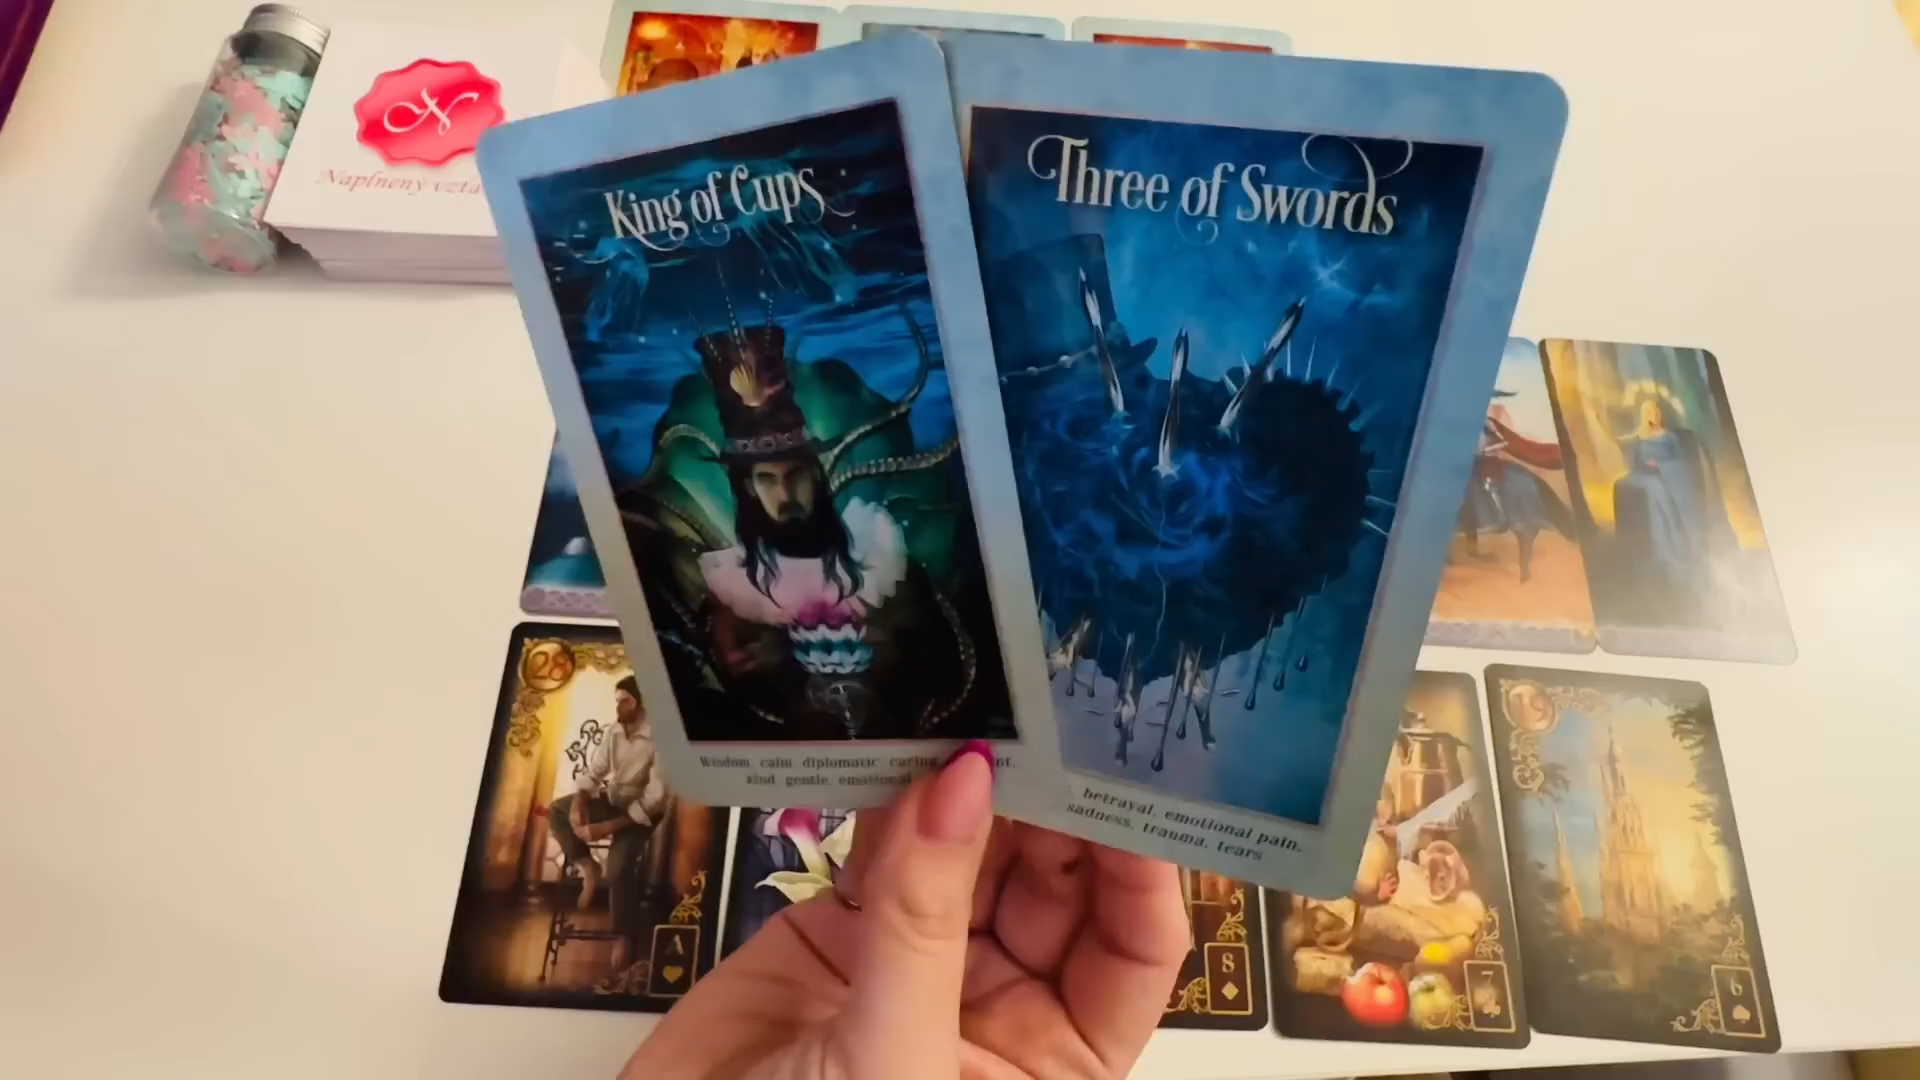 N
Naplnený vzťa
King of Cups
Three of Swords
Wisdom, calm, diplomatic, caring,
kind, gentle, emotional
betrayal, emotional pain,
sadness, trauma, tears
28
19
A
8
7
6